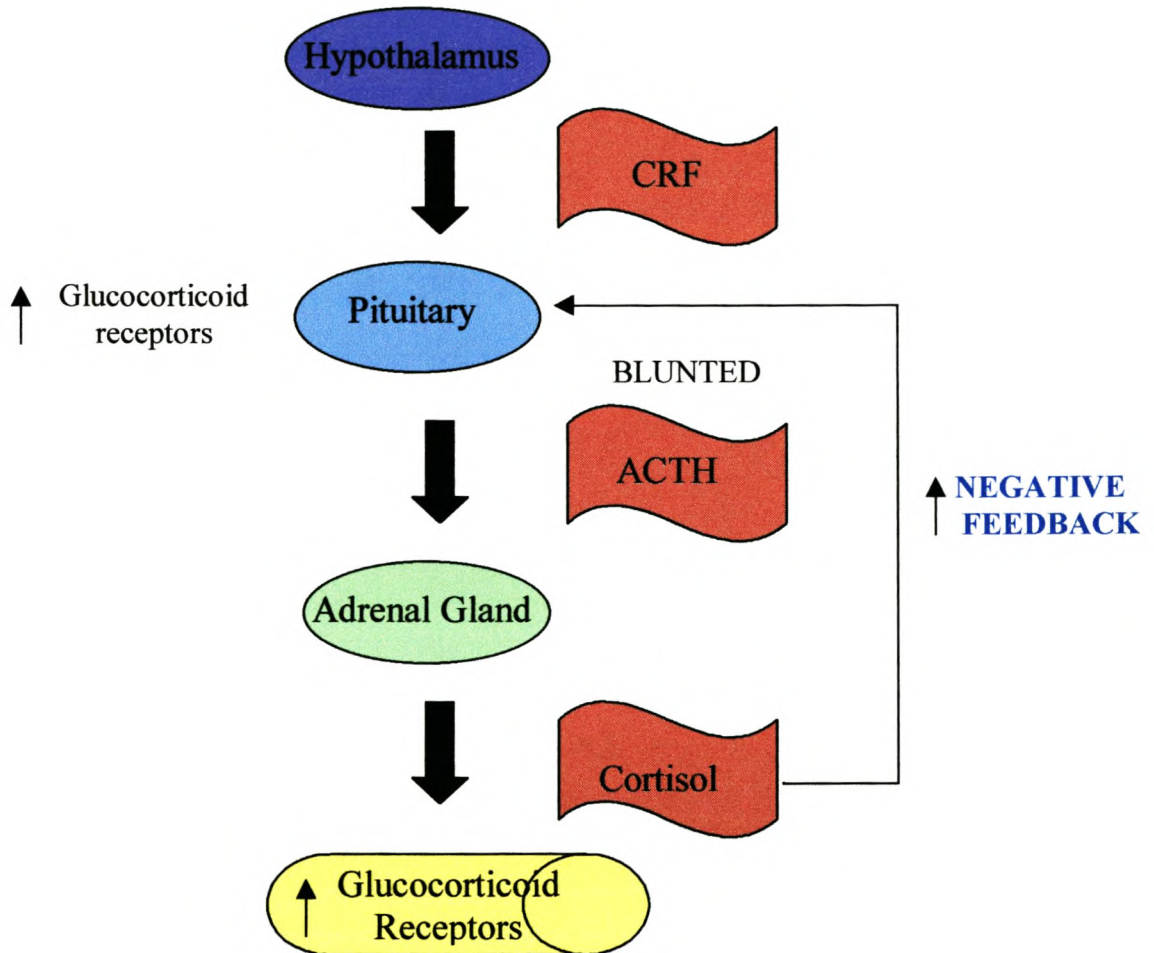 Hypothalamus
CRF
↑ Glucocorticoid
receptors
Pituitary
BLUNTED
ACTH
↑ NEGATIVE
FEEDBACK
Adrenal Gland
Cortisol
↑ Glucocorticoid
Receptors